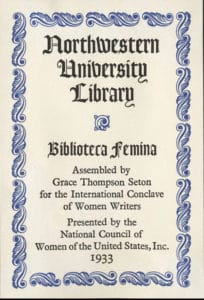 Northwestern
University
Library
Biblioteca Femina
Assembled by
Grace Thompson Seton
for the International Conclave
of Women Writers
Presented by the
National Council of
Women of the United States, Inc.
1933